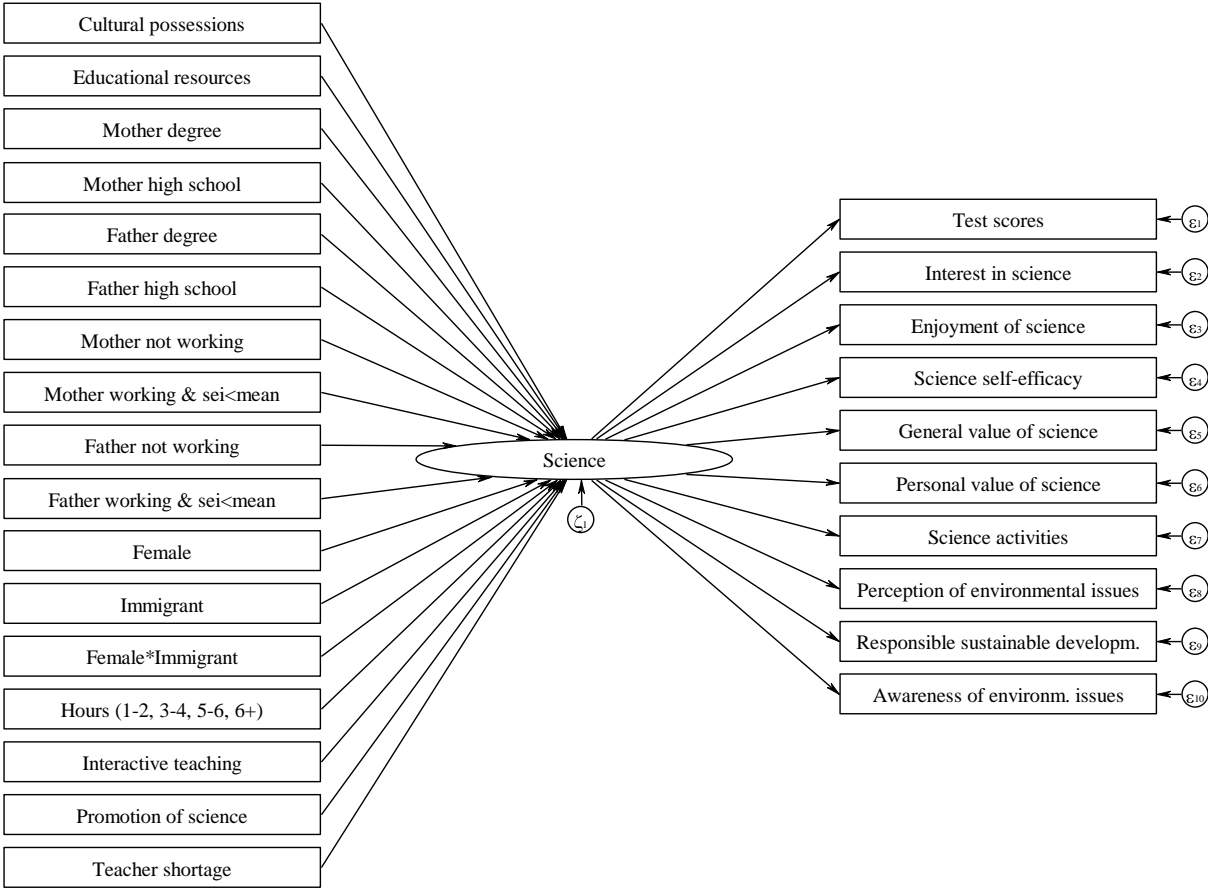 Cultural possessions
Educational resources
Mother degree
Mother high school
Father degree
Father high school
Mother not working
Mother working & sei<mean
Father not working
Father working & sei<mean
Female
Immigrant
Female*Immigrant
Hours (1-2, 3-4, 5-6, 6+)
Interactive teaching
Promotion of science
Teacher shortage
Science
ζ1
Test scores
ε1
Interest in science
ε2
Enjoyment of science
ε3
Science self-efficacy
ε4
General value of science
ε5
Personal value of science
ε6
Science activities
ε7
Perception of environmental issues
ε8
Responsible sustainable developm.
ε9
Awareness of environm. issues
ε10